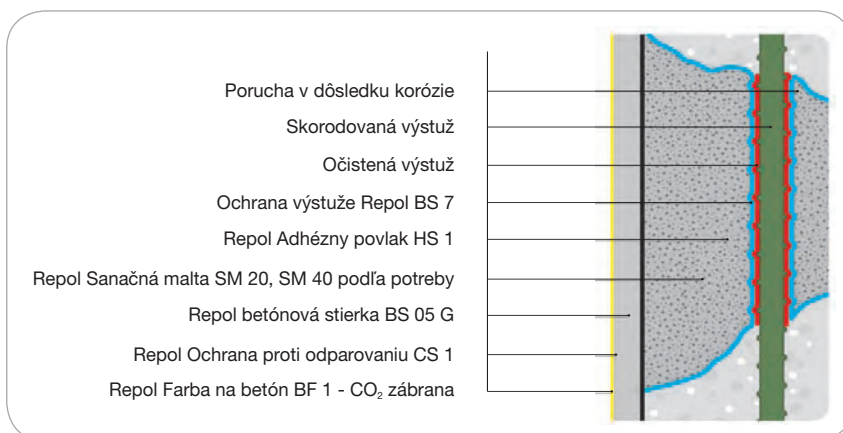 Porucha v dôsledku korózie
Skorodovaná výstuž
Očistená výstuž
Ochrana výstuže Repol BS 7
Repol Adhézny povlak HS 1
Repol Sanačná malta SM 20, SM 40 podľa potreby
Repol betónová stierka BS 05 G
Repol Ochrana proti odparovaniu CS 1
Repol Farba na betón BF 1 - CO₂ zábrana